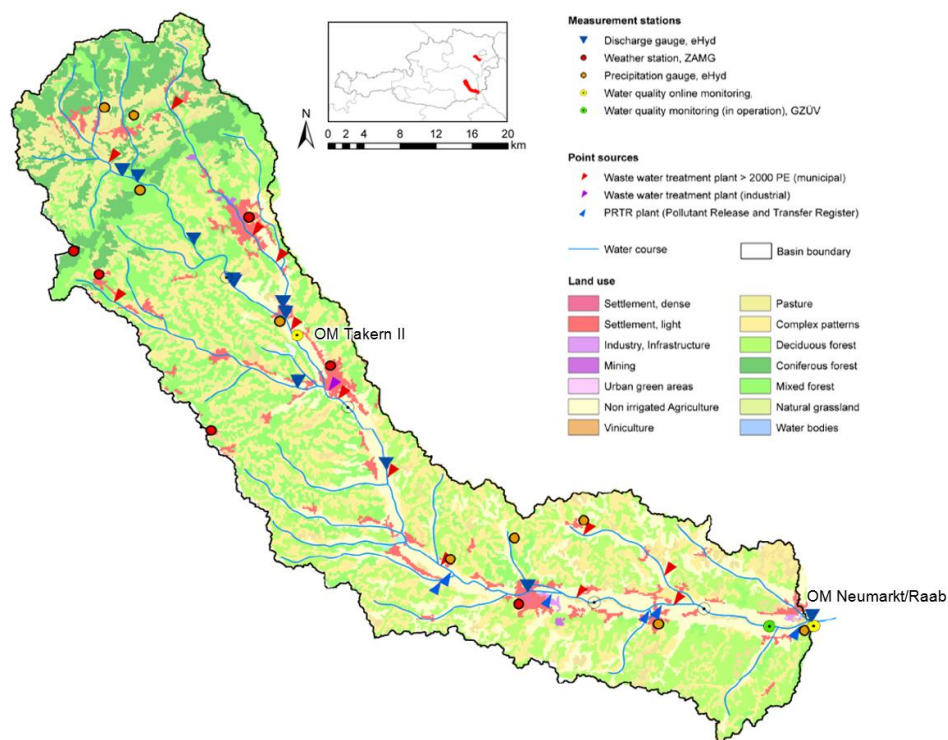 Measurement stations
Discharge gauge, eHyd
Weather station, ZAMG
Precipitation gauge, eHyd
Water quality online monitoring,
Water quality monitoring (in operation), GZÜV
N
0 2 4 6 8 12 16 20
km
Point sources
Waste water treatment plant > 2000 PE (municipal)
Waste water treatment plant (industrial)
PRTR plant (Pollutant Release and Transfer Register)
Water course
Basin boundary
Land use
Settlement, dense
Settlement, light
Industry, Infrastructure
Mining
Urban green areas
Non irrigated Agriculture
Viniculture
Pasture
Complex patterns
Deciduous forest
Coniferous forest
Mixed forest
Natural grassland
Water bodies
OM Takern II
OM Neumarkt/Raab